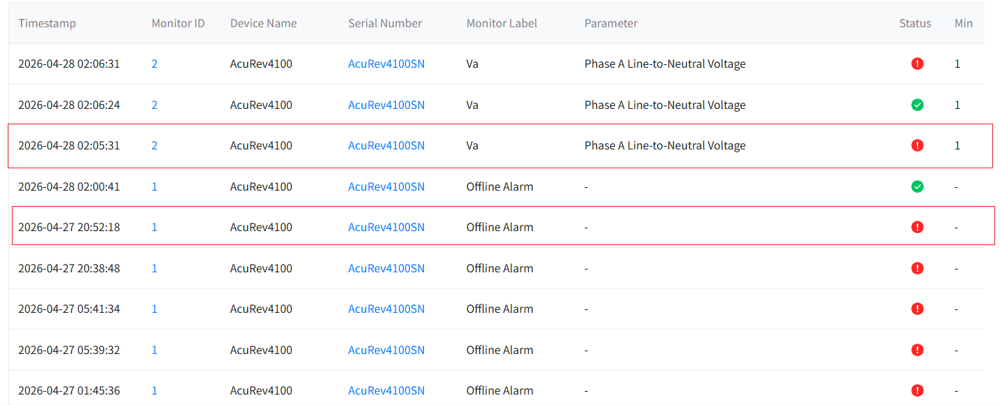 Timestamp Monitor ID Device Name Serial Number Monitor Label Parameter Status Min
2026-04-28 02:06:31 2 AcuRev4100 AcuRev4100SN Va Phase A Line-to-Neutral Voltage 1
2026-04-28 02:06:24 2 AcuRev4100 AcuRev4100SN Va Phase A Line-to-Neutral Voltage 1
2026-04-28 02:05:31 2 AcuRev4100 AcuRev4100SN Va Phase A Line-to-Neutral Voltage 1
2026-04-28 02:00:41 1 AcuRev4100 AcuRev4100SN Offline Alarm - -
2026-04-27 20:52:18 1 AcuRev4100 AcuRev4100SN Offline Alarm - -
2026-04-27 20:38:48 1 AcuRev4100 AcuRev4100SN Offline Alarm - -
2026-04-27 05:41:34 1 AcuRev4100 AcuRev4100SN Offline Alarm - -
2026-04-27 05:39:32 1 AcuRev4100 AcuRev4100SN Offline Alarm - -
2026-04-27 01:45:36 1 AcuRev4100 AcuRev4100SN Offline Alarm - -